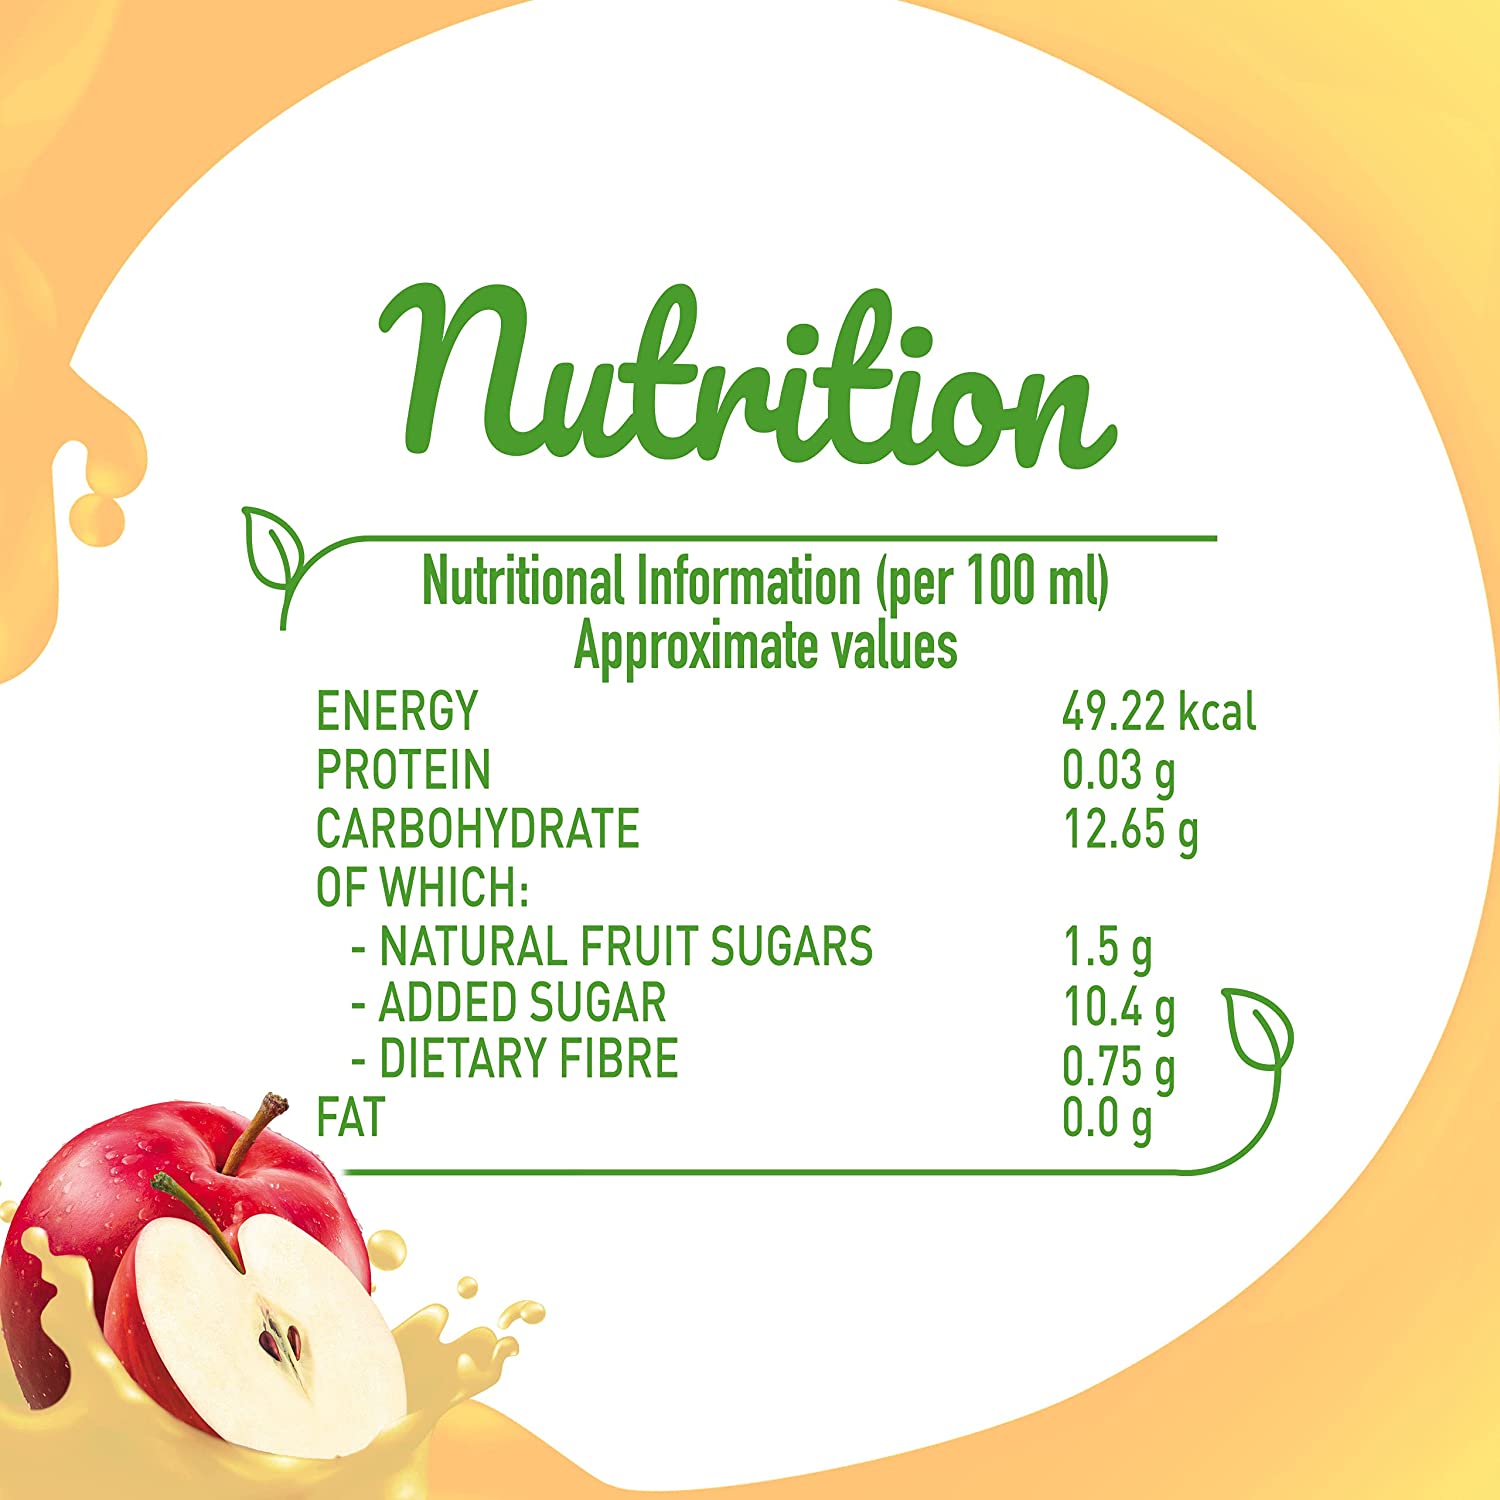 Nutrition
Nutritional Information (per 100 ml)
Approximate values
ENERGY 49.22 kcal
PROTEIN 0.03 g
CARBOHYDRATE 12.65 g
OF WHICH:
- NATURAL FRUIT SUGARS 1.5 g
- ADDED SUGAR 10.4 g
- DIETARY FIBRE 0.75 g
FAT 0.0 g